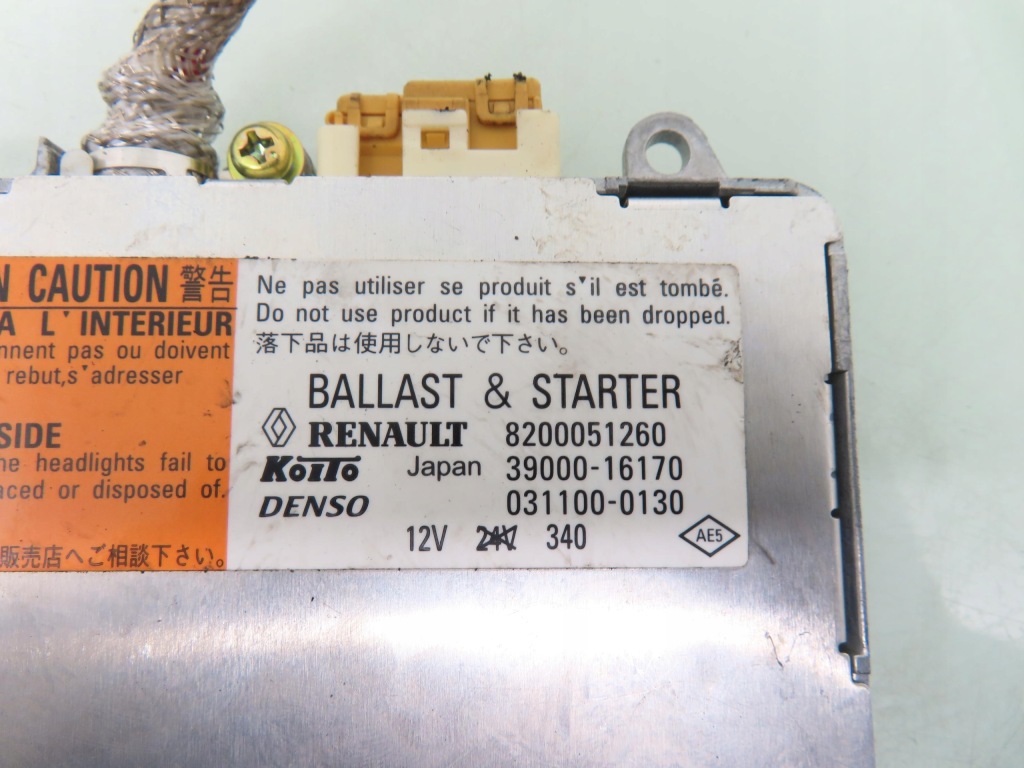 N CAUTION 警告
A L'INTERIEUR
nnent pas ou doivent
rebut,s'adresser
SIDE
he headlights fail to
aced or disposed of.
販売店へご相談下さい。
Ne pas utiliser se produit s'il est tombé.
Do not use product if it has been dropped.
落下品は使用しないで下さい。
BALLAST & STARTER
RENAULT 8200051260
KOITO Japan 39000-16170
DENSO 031100-0130
12V 340
AE5